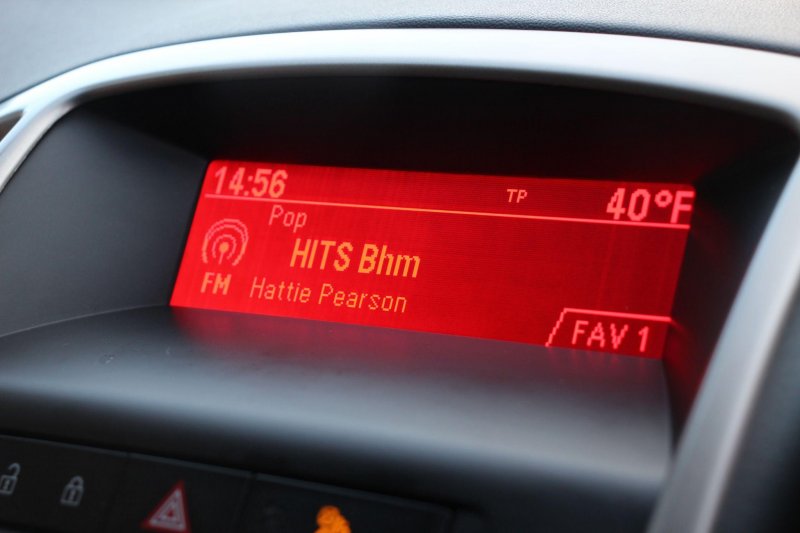 14:56 TP 40°F
Pop
HITS Bhm
FM Hattie Pearson
FAV 1